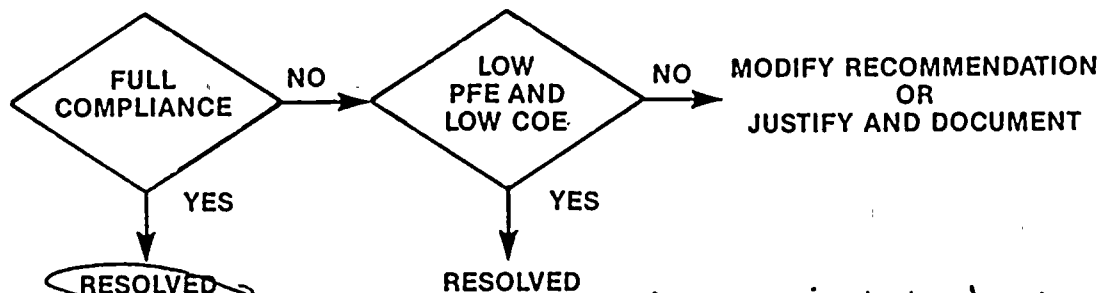 FULL
COMPLIANCE
NO
LOW
PFE AND
LOW COE
NO
MODIFY RECOMMENDATION
OR
JUSTIFY AND DOCUMENT
YES
YES
RESOLVED
RESOLVED